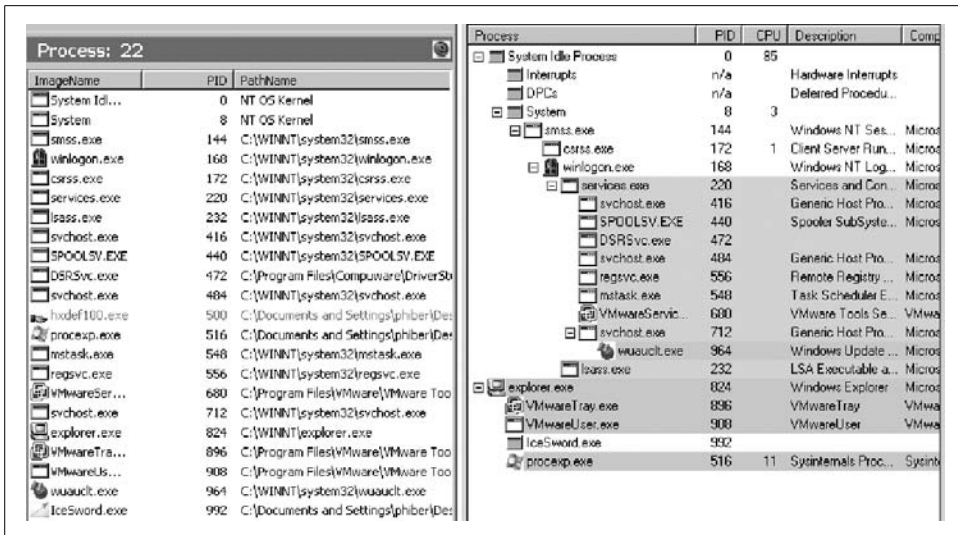 Process: 22
ImageName PID PathName
System Idl... 0 NT OS Kernel
System 8 NT OS Kernel
smss.exe 144 C:\WINNT\system32\smss.exe
winlogon.exe 168 C:\WINNT\system32\winlogon.exe
csrss.exe 172 C:\WINNT\system32\csrss.exe
services.exe 220 C:\WINNT\system32\services.exe
lsass.exe 232 C:\WINNT\system32\lsass.exe
svchost.exe 416 C:\WINNT\system32\svchost.exe
SPOOLSV.EXE 440 C:\WINNT\system32\SPOOLSV.EXE
DSRSvc.exe 472 C:\Program Files\Compuware\DriverStu
svchost.exe 484 C:\WINNT\system32\svchost.exe
hxdef100.exe 500 C:\Documents and Settings\phiber\Des
procexp.exe 516 C:\Documents and Settings\phiber\Des
mstask.exe 548 C:\WINNT\system32\mstask.exe
regsvc.exe 556 C:\WINNT\system32\regsvc.exe
VMwareSer... 680 C:\Program Files\VMware\VMware Too
svchost.exe 712 C:\WINNT\system32\svchost.exe
explorer.exe 824 C:\WINNT\explorer.exe
VMwareTra... 896 C:\Program Files\VMware\VMware Too
VMwareUs... 908 C:\Program Files\VMware\VMware Too
wuauclt.exe 964 C:\WINNT\system32\wuauclt.exe
IceSword.exe 992 C:\Documents and Settings\phiber\Des
Process PID CPU Description Comp
System Idle Process 0 85
Interrupts n/a Hardware Interrupts
DPCs n/a Deferred Procedu...
System 8 3
smss.exe 144 Windows NT Ses... Micros
csrss.exe 172 1 Client Server Run... Micros
winlogon.exe 168 Windows NT Log... Micros
services.exe 220 Services and Con... Micros
svchost.exe 416 Generic Host Pro... Micros
SPOOLSV.EXE 440 Spooler SubSyste... Micros
DSRSvc.exe 472
svchost.exe 484 Generic Host Pro... Micros
regsvc.exe 556 Remote Registry ... Micros
mstask.exe 548 Task Scheduler E... Micros
VMwareServic... 680 VMware Tools Se... VMwa
svchost.exe 712 Generic Host Pro... Micros
wuauclt.exe 964 Windows Update ... Micros
lsass.exe 232 LSA Executable a... Micros
explorer.exe 824 Windows Explorer Micros
VMwareTray.exe 896 VMwareTray VMwa
VMwareUser.exe 908 VMwareUser VMwa
IceSword.exe 992
procexp.exe 516 11 Sysinternals Proc... Sysint